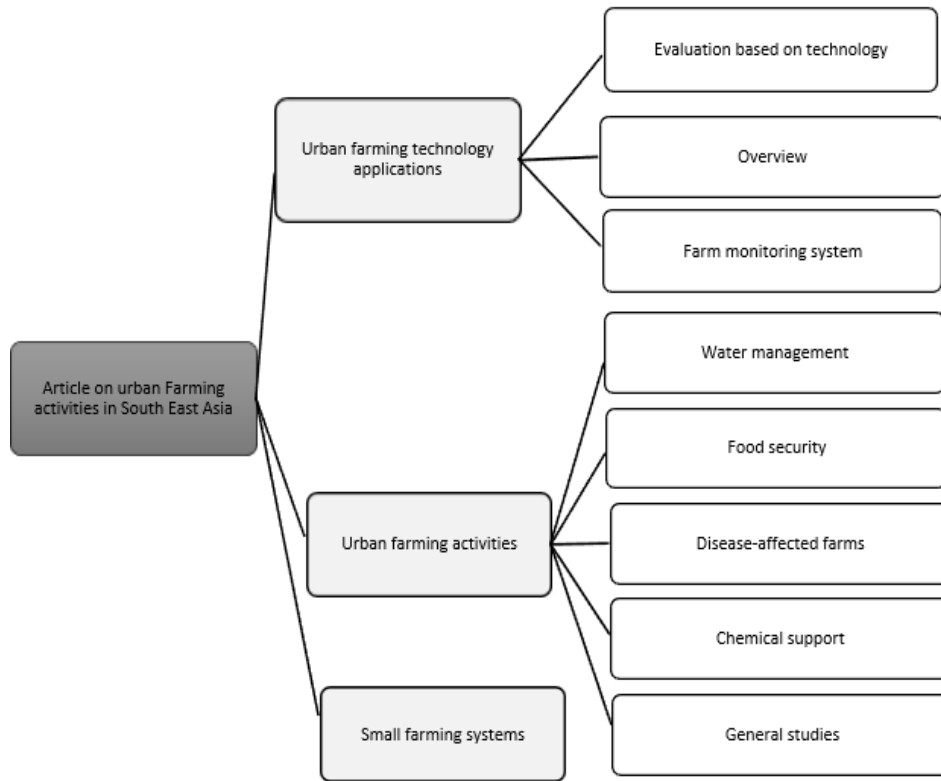 Evaluation based on technology
Urban farming technology
applications
Overview
Farm monitoring system
Water management
Article on urban Farming
activities in South East Asia
Food security
Urban farming activities
Disease-affected farms
Chemical support
Small farming systems
General studies